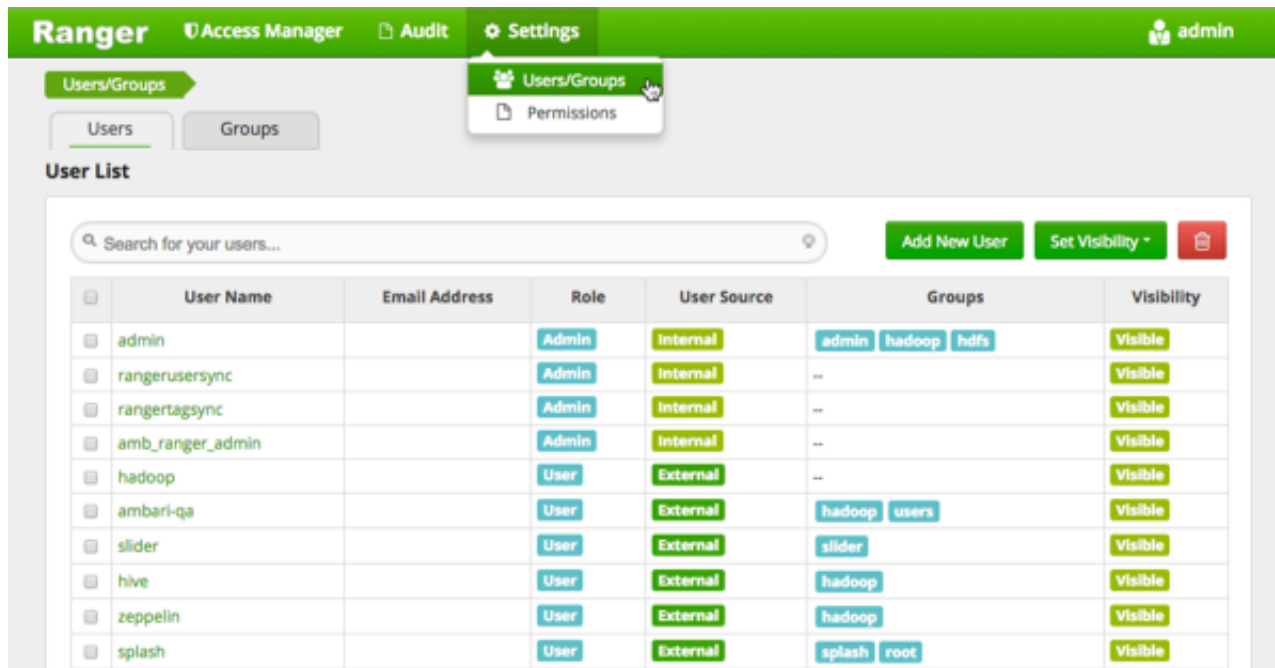 Ranger Access Manager Audit Settings admin
Users/Groups
Users/Groups
Permissions
Users Groups
User List
Search for your users... Add New User Set Visibility
User Name Email Address Role User Source Groups Visibility
admin Admin Internal admin hadoop hdfs Visible
rangerusersync Admin Internal -- Visible
rangertagsync Admin Internal -- Visible
amb_ranger_admin Admin Internal -- Visible
hadoop User External -- Visible
ambari-qa User External hadoop users Visible
slider User External slider Visible
hive User External hadoop Visible
zeppelin User External hadoop Visible
splash User External splash root Visible